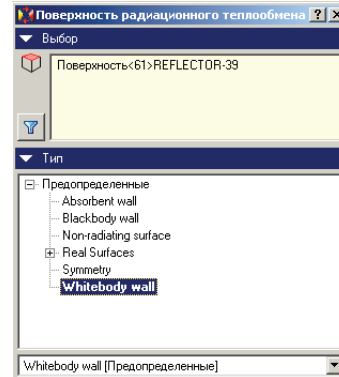 Поверхность радиационного теплообмена
Выбор
Поверхность<61>REFLECTOR-39
Тип
Предопределенные
Absorbent wall
Blackbody wall
Non-radiating surface
Real Surfaces
Symmetry
Whitebody wall
Whitebody wall [Предопределенные]